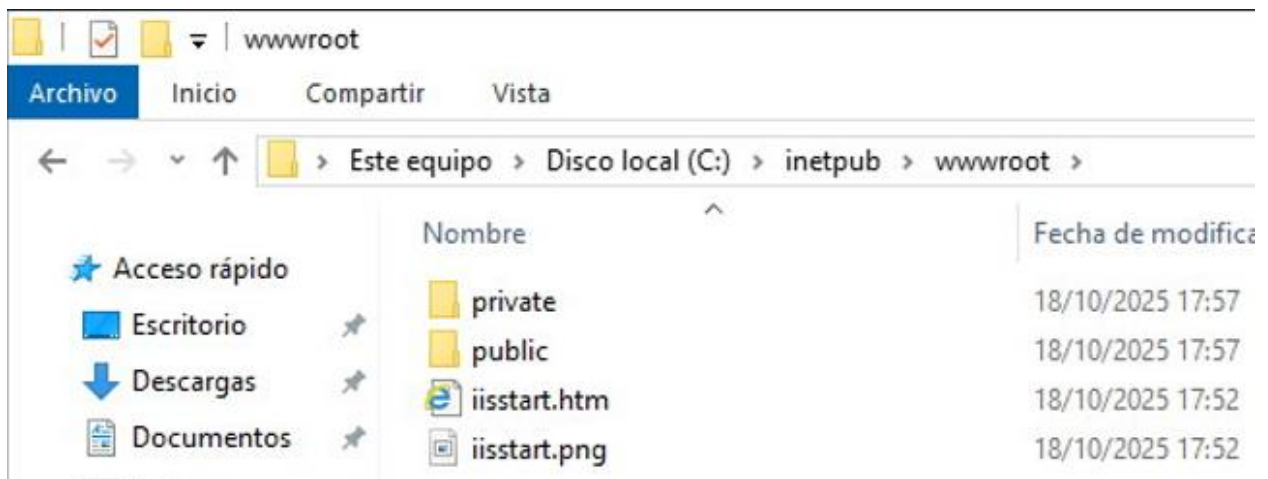 wwwroot
Archivo Inicio Compartir Vista
Este equipo > Disco local (C:) > inetpub > wwwroot >
Nombre Fecha de modifica
Acceso rápido
private 18/10/2025 17:57
Escritorio
public 18/10/2025 17:57
Descargas
iisstart.htm 18/10/2025 17:52
Documentos
iisstart.png 18/10/2025 17:52